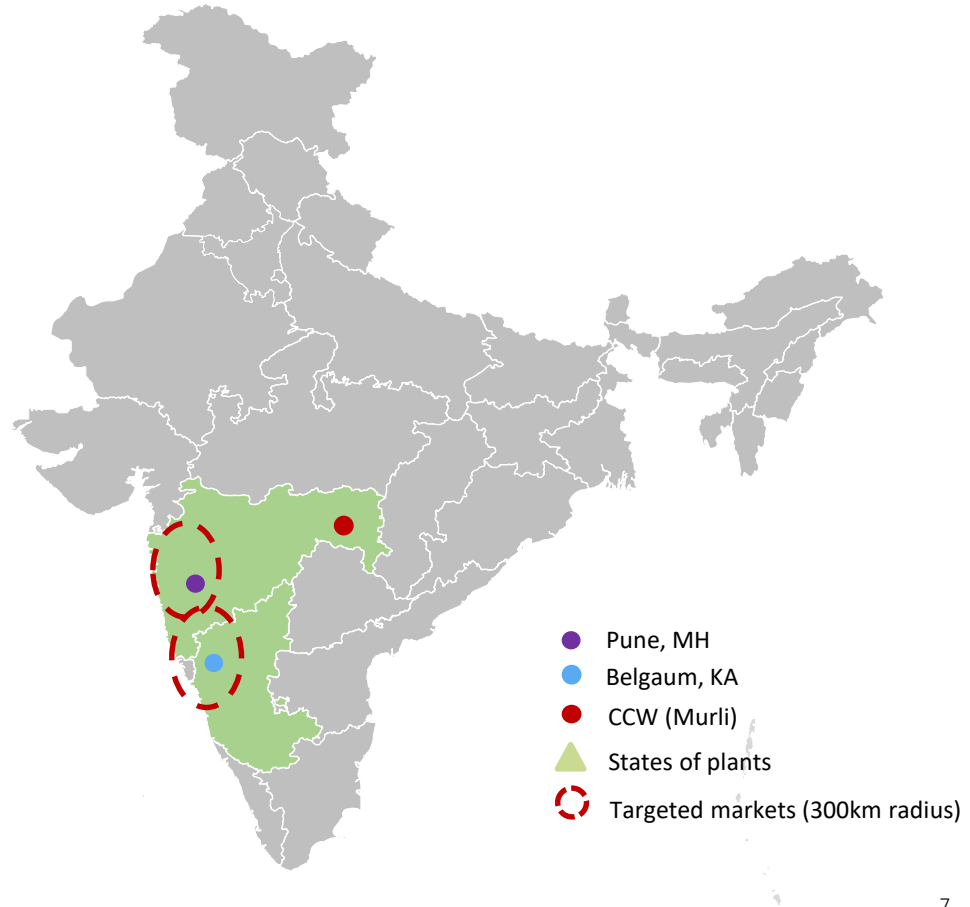 Pune, MH
Belgaum, KA
CCW (Murli)
States of plants
Targeted markets (300km radius)
7